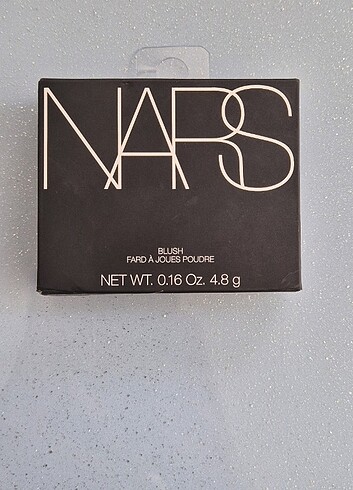 NARS
BLUSH
FARD À JOUES POUDRE
NET WT. 0.16 Oz. 4.8 g